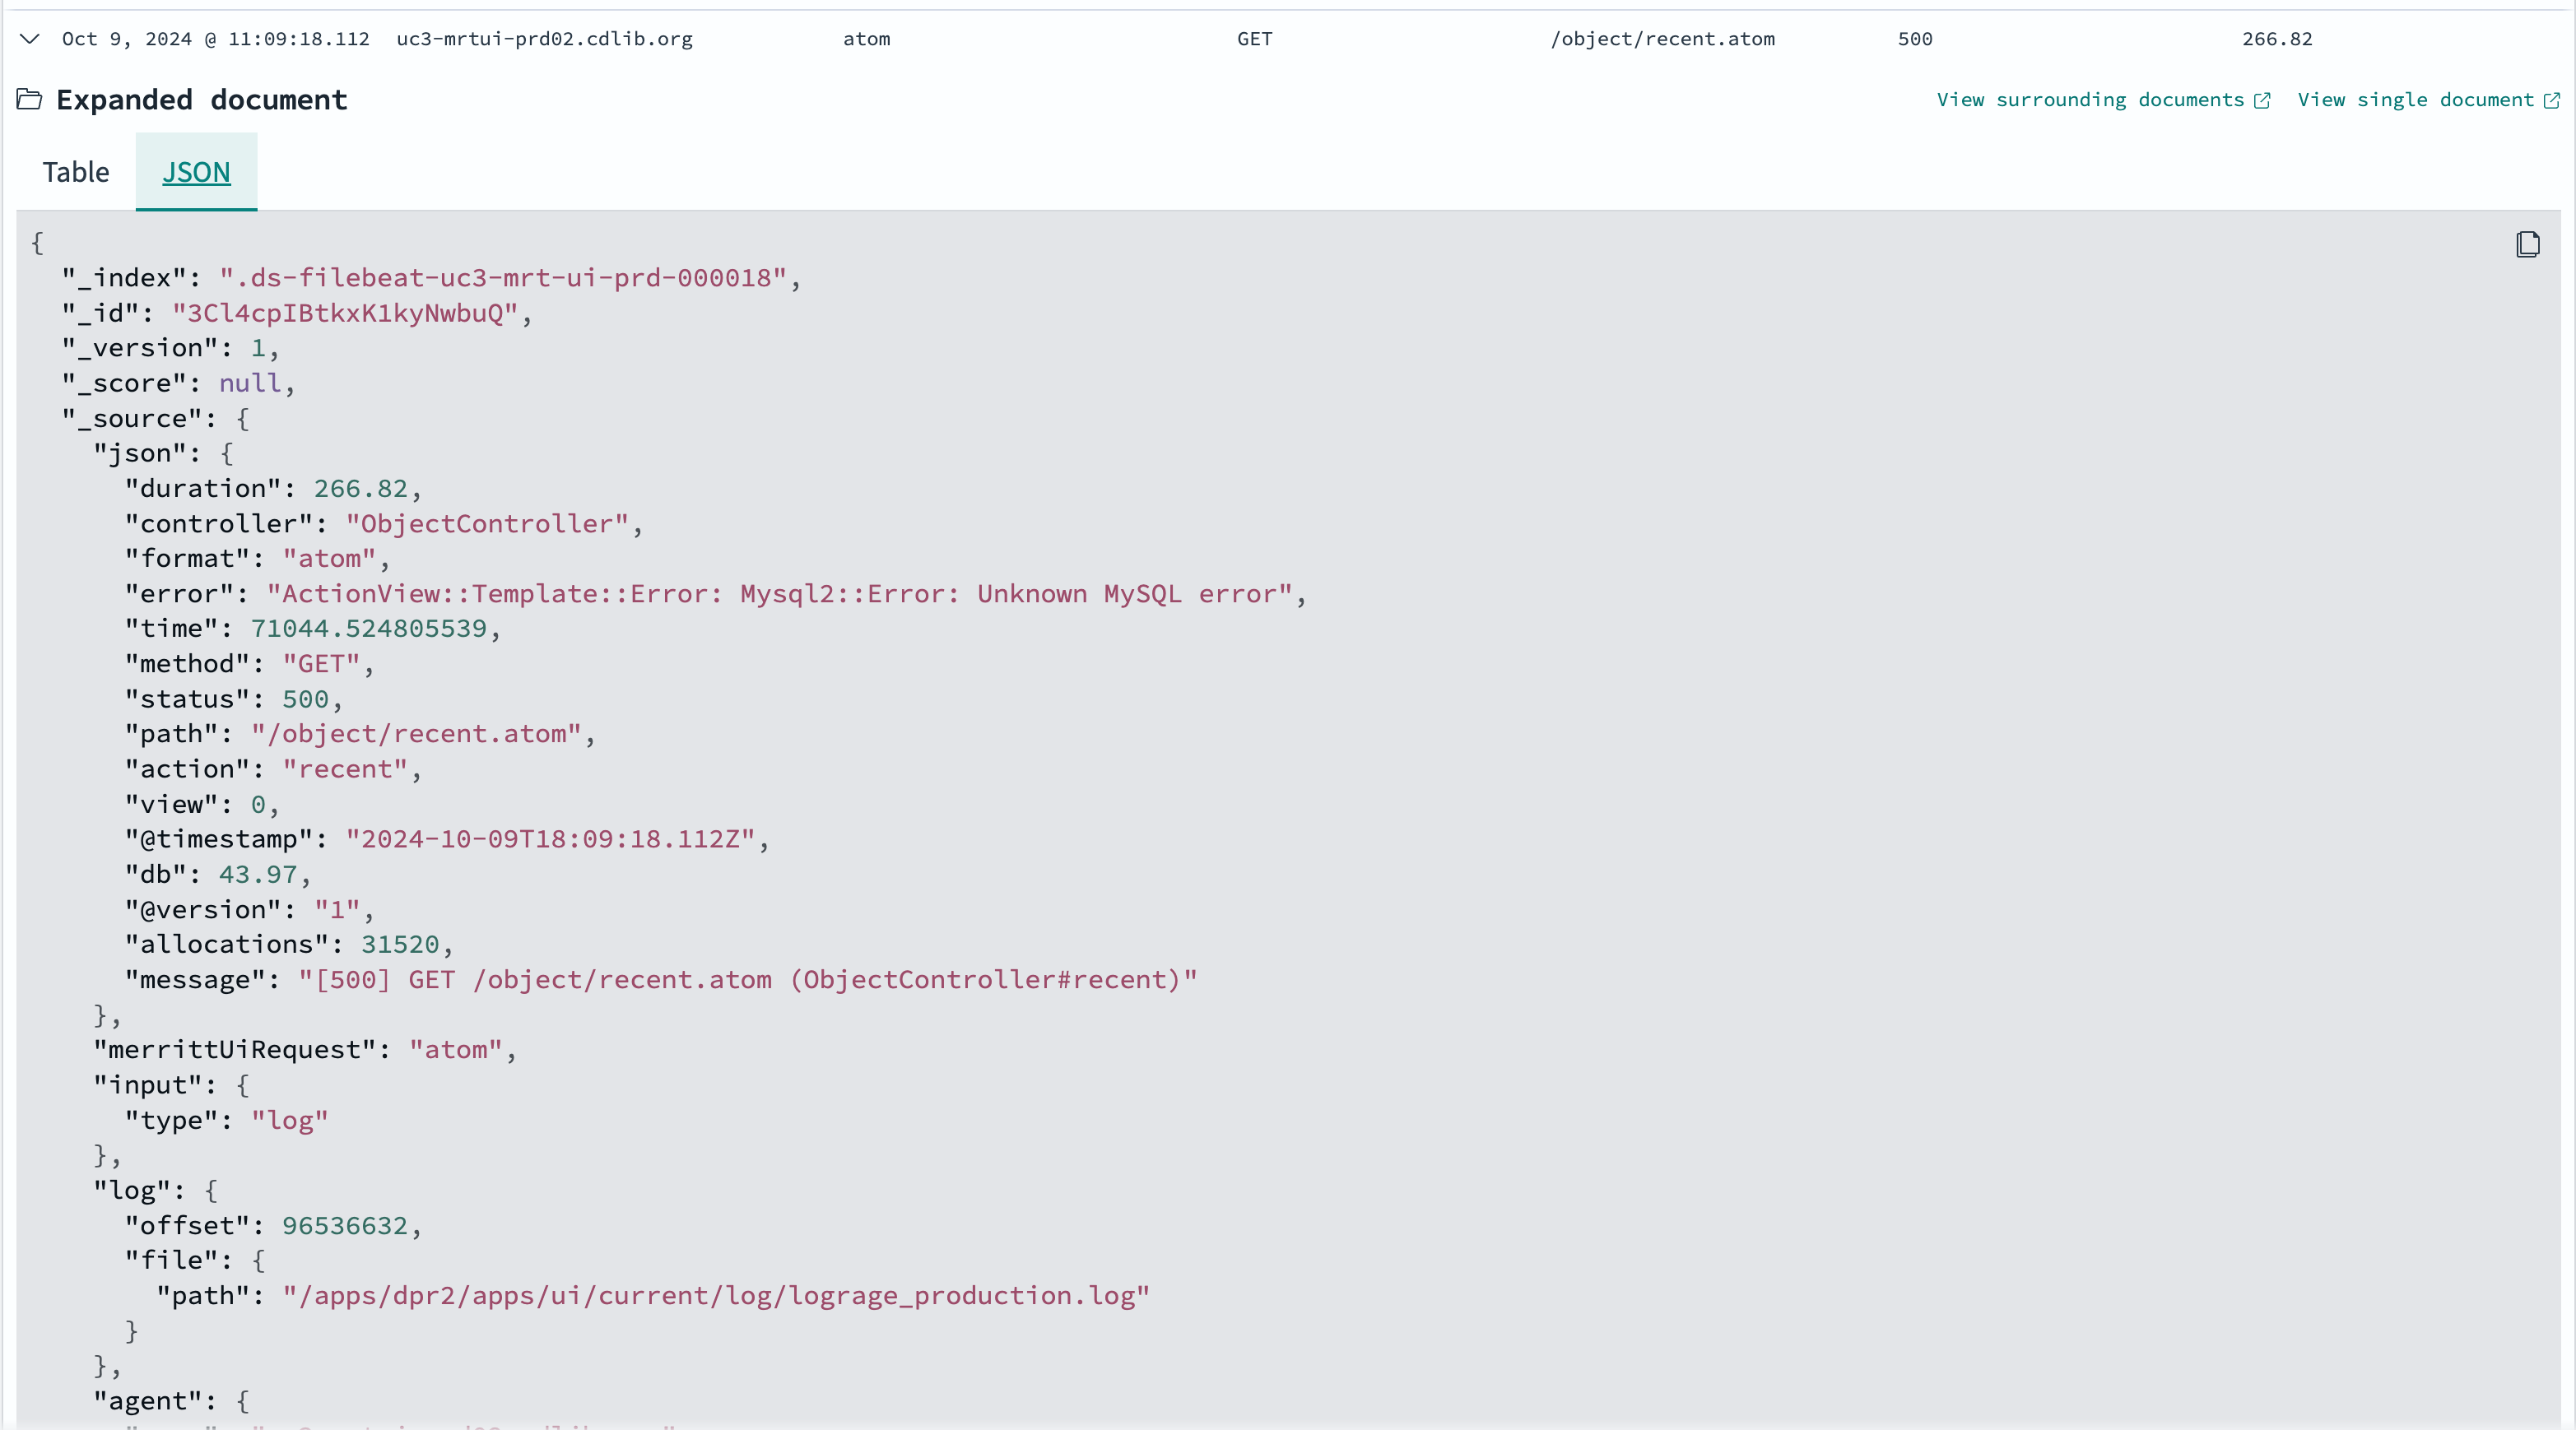 Oct 9, 2024 @ 11:09:18.112 uc3-mrtui-prd02.cdlib.org atom GET /object/recent.atom 500 266.82
Expanded document View surrounding documents View single document
Table JSON
{
"_index": ".ds-filebeat-uc3-mrt-ui-prd-000018",
"_id": "3Cl4cpIBtkxK1kyNwbuQ",
"_version": 1,
"_score": null,
"_source": {
"json": {
"duration": 266.82,
"controller": "ObjectController",
"format": "atom",
"error": "ActionView::Template::Error: Mysql2::Error: Unknown MySQL error",
"time": 71044.524805539,
"method": "GET",
"status": 500,
"path": "/object/recent.atom",
"action": "recent",
"view": 0,
"@timestamp": "2024-10-09T18:09:18.112Z",
"db": 43.97,
"@version": "1",
"allocations": 31520,
"message": "[500] GET /object/recent.atom (ObjectController#recent)"
},
"merrittUiRequest": "atom",
"input": {
"type": "log"
},
"log": {
"offset": 96536632,
"file": {
"path": "/apps/dpr2/apps/ui/current/log/lograge_production.log"
}
},
"agent": {